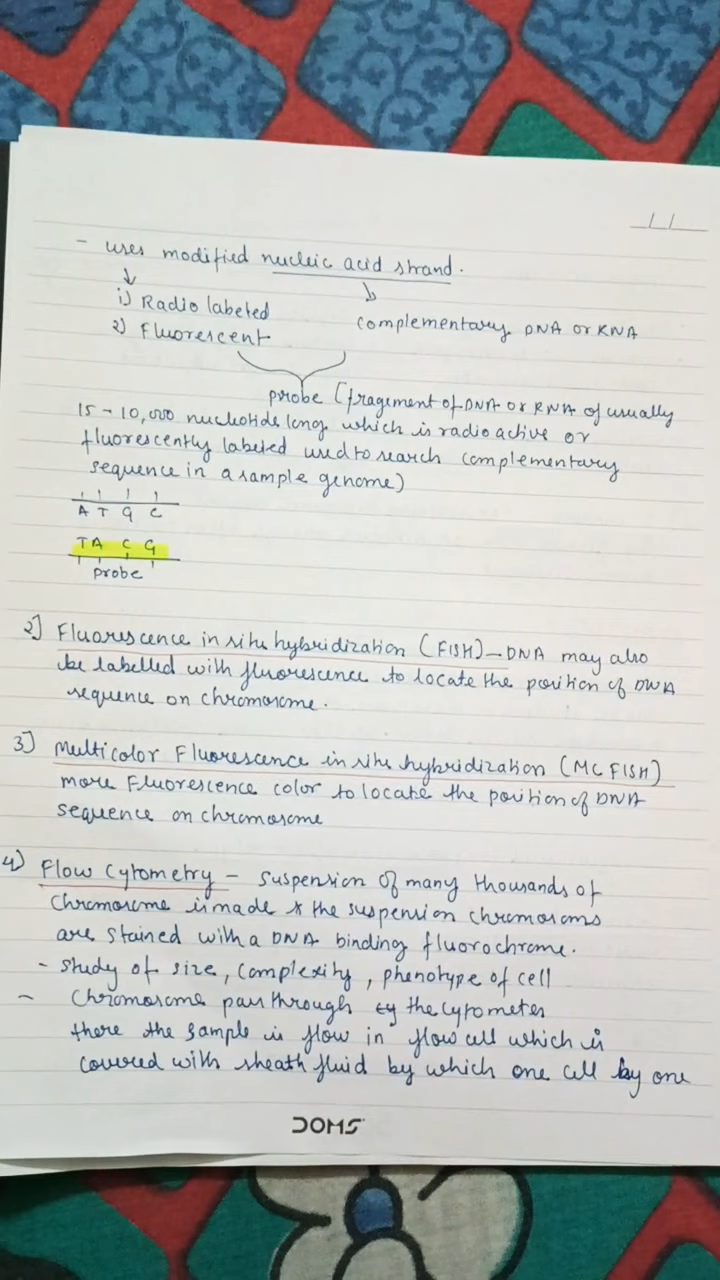 / /
- uses modified nucleic acid strand.
1) Radio labeled
2) Fluorescent
complementary DNA or RNA
probe (fragement of DNA or RNA of usually
15 - 10,000 nucleotide long which is radioactive or
fluorescently labeled used to search complementary
sequence in a sample genome)
A T G C
T A C G
probe
2] Fluorescence in situ hybridization (FISH) - DNA may also
be labelled with fluorescence to locate the position of DNA
sequence on chromosome.
3] Multicolor Fluorescence in situ hybridization (MCFISH)
more Fluorescence color to locate the position of DNA
sequence on chromosome
4) Flow Cytometry - suspension of many thousands of
chromosome is made & the suspension chromosoms
are stained with a DNA binding fluorochrome.
- study of size, complexity, phenotype of cell
- Chromosome pass through the cytometer
there the sample is flow in flow cell which is
covered with sheath fluid by which one cell by one
DOMS